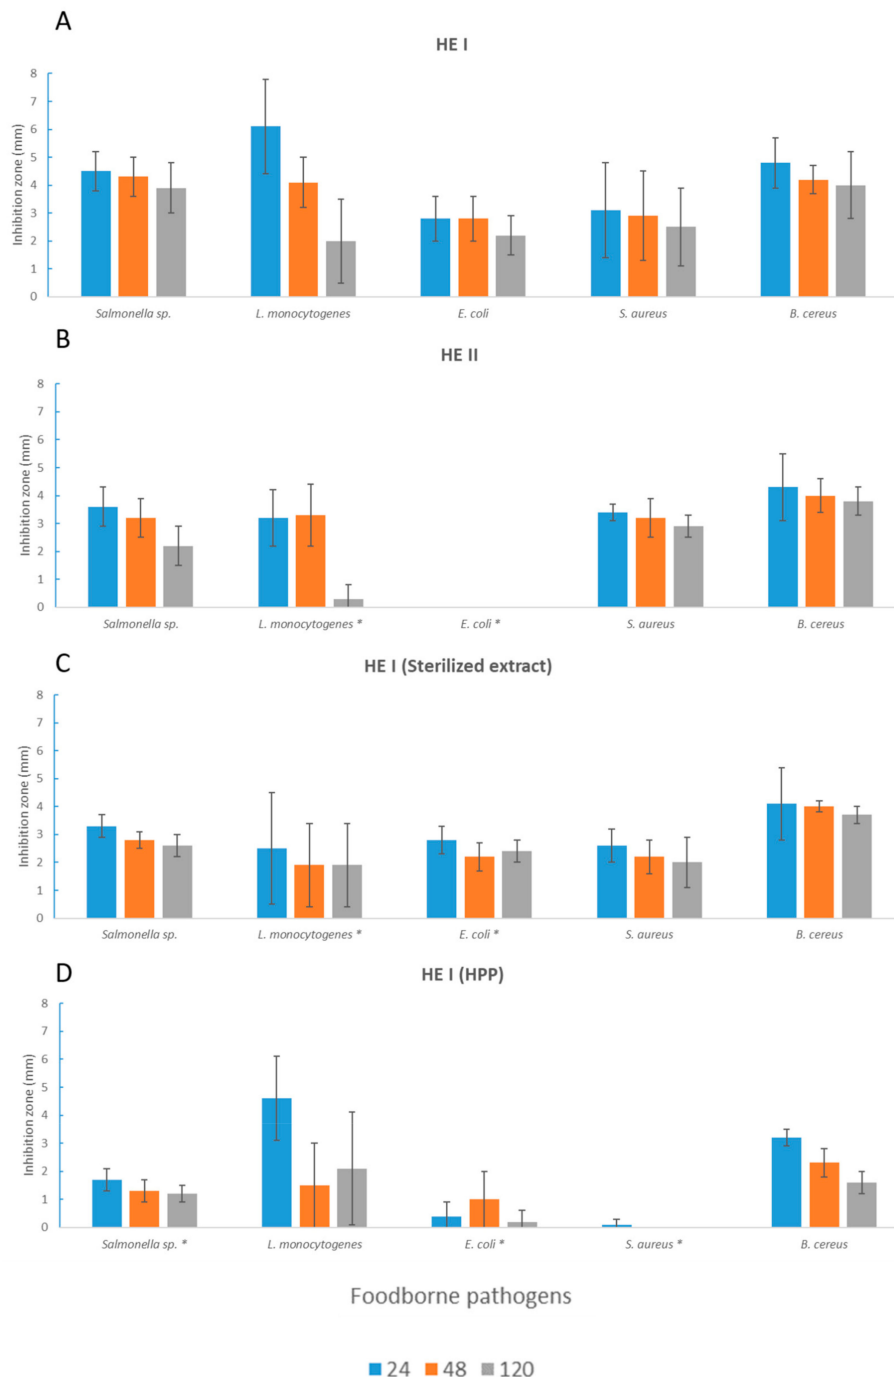 A
HE I
Inhibition zone (mm)
8
7
6
5
4
3
2
1
0
Salmonella sp.
L. monocytogenes
E. coli
S. aureus
B. cereus
B
HE II
Inhibition zone (mm)
8
7
6
5
4
3
2
1
0
Salmonella sp.
L. monocytogenes *
E. coli *
S. aureus
B. cereus
C
HE I (Sterilized extract)
Inhibition zone (mm)
8
7
6
5
4
3
2
1
0
Salmonella sp.
L. monocytogenes *
E. coli *
S. aureus
B. cereus
D
HE I (HPP)
Inhibition zone (mm)
8
7
6
5
4
3
2
1
0
Salmonella sp. *
L. monocytogenes
E. coli *
S. aureus *
B. cereus
Foodborne pathogens
24 48 120